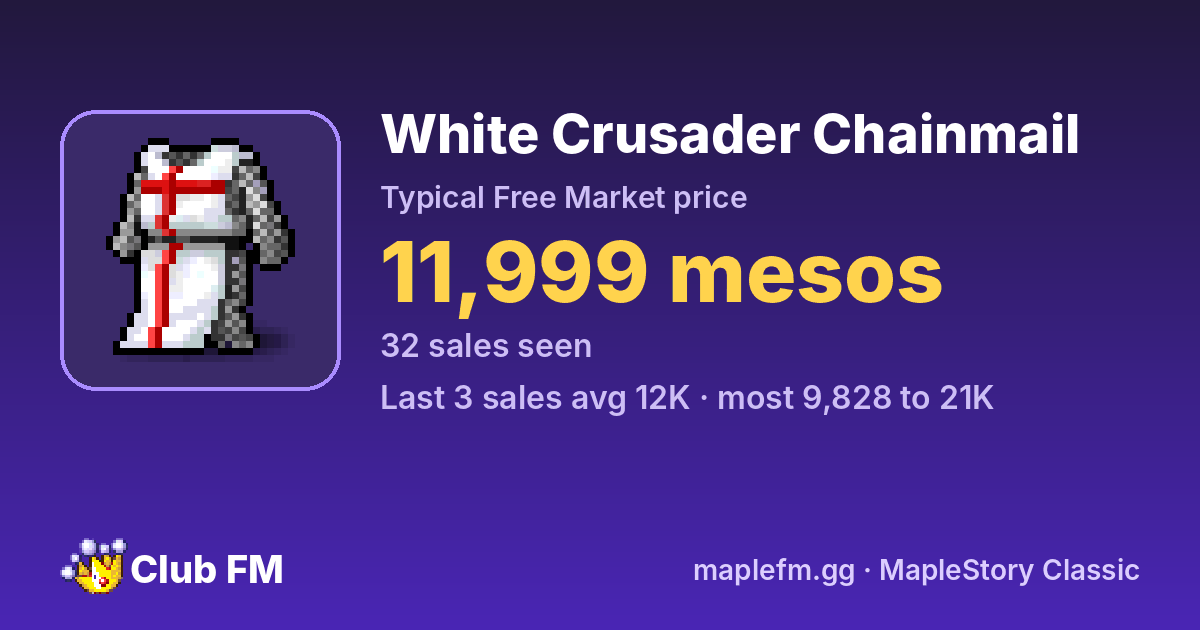 White Crusader Chainmail
Typical Free Market price
11,999 mesos
32 sales seen
Last 3 sales avg 12K · most 9,828 to 21K
Club FM
maplefm.gg · MapleStory Classic